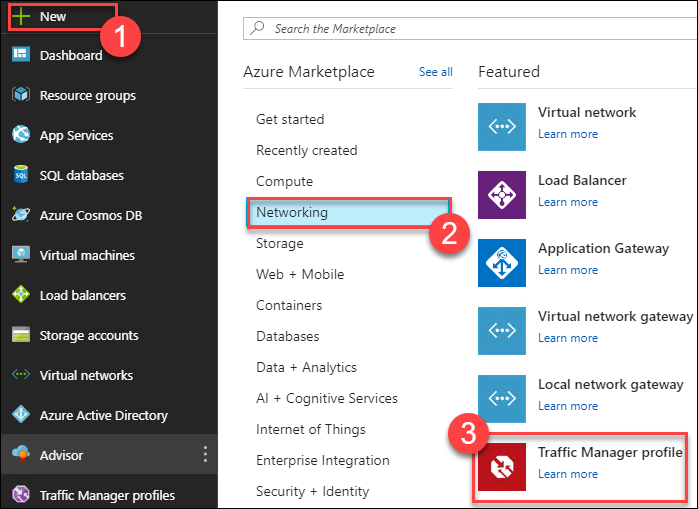 New
1
Dashboard
Resource groups
App Services
SQL databases
Azure Cosmos DB
Virtual machines
Load balancers
Storage accounts
Virtual networks
Azure Active Directory
Advisor
Traffic Manager profiles
Search the Marketplace
Azure Marketplace
See all
Get started
Recently created
Compute
Networking
2
Storage
Web + Mobile
Containers
Databases
Data + Analytics
AI + Cognitive Services
Internet of Things
Enterprise Integration
Security + Identity
Featured
Virtual network
Learn more
Load Balancer
Learn more
Application Gateway
Learn more
Virtual network gateway
Learn more
Local network gateway
Learn more
3
Traffic Manager profile
Learn more